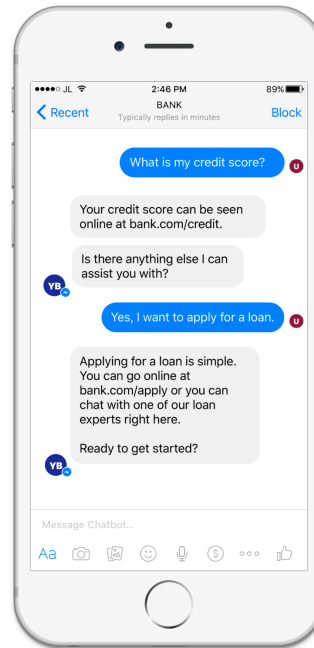 JL
2:46 PM
89%
Recent
BANK
Typically replies in minutes
Block
What is my credit score?
U
Your credit score can be seen
online at bank.com/credit.
Is there anything else I can
assist you with?
YB
Yes, I want to apply for a loan.
U
Applying for a loan is simple.
You can go online at
bank.com/apply or you can
chat with one of our loan
experts right here.
Ready to get started?
YB
Message Chatbot...
Aa
$